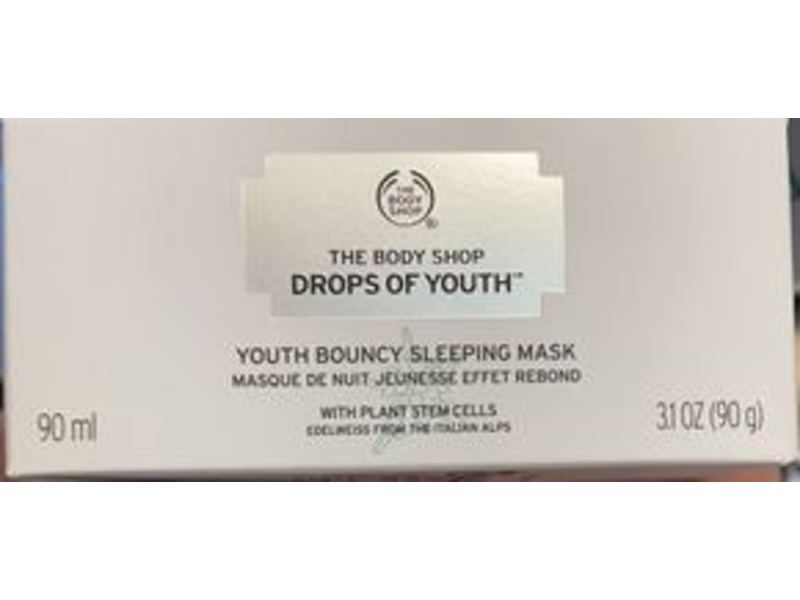 THE
BODY
SHOP®
THE BODY SHOP
DROPS OF YOUTH™
YOUTH BOUNCY SLEEPING MASK
MASQUE DE NUIT JEUNESSE EFFET REBOND
WITH PLANT STEM CELLS
EDELWEISS FROM THE ITALIAN ALPS
90 ml
3.1 OZ (90 g)